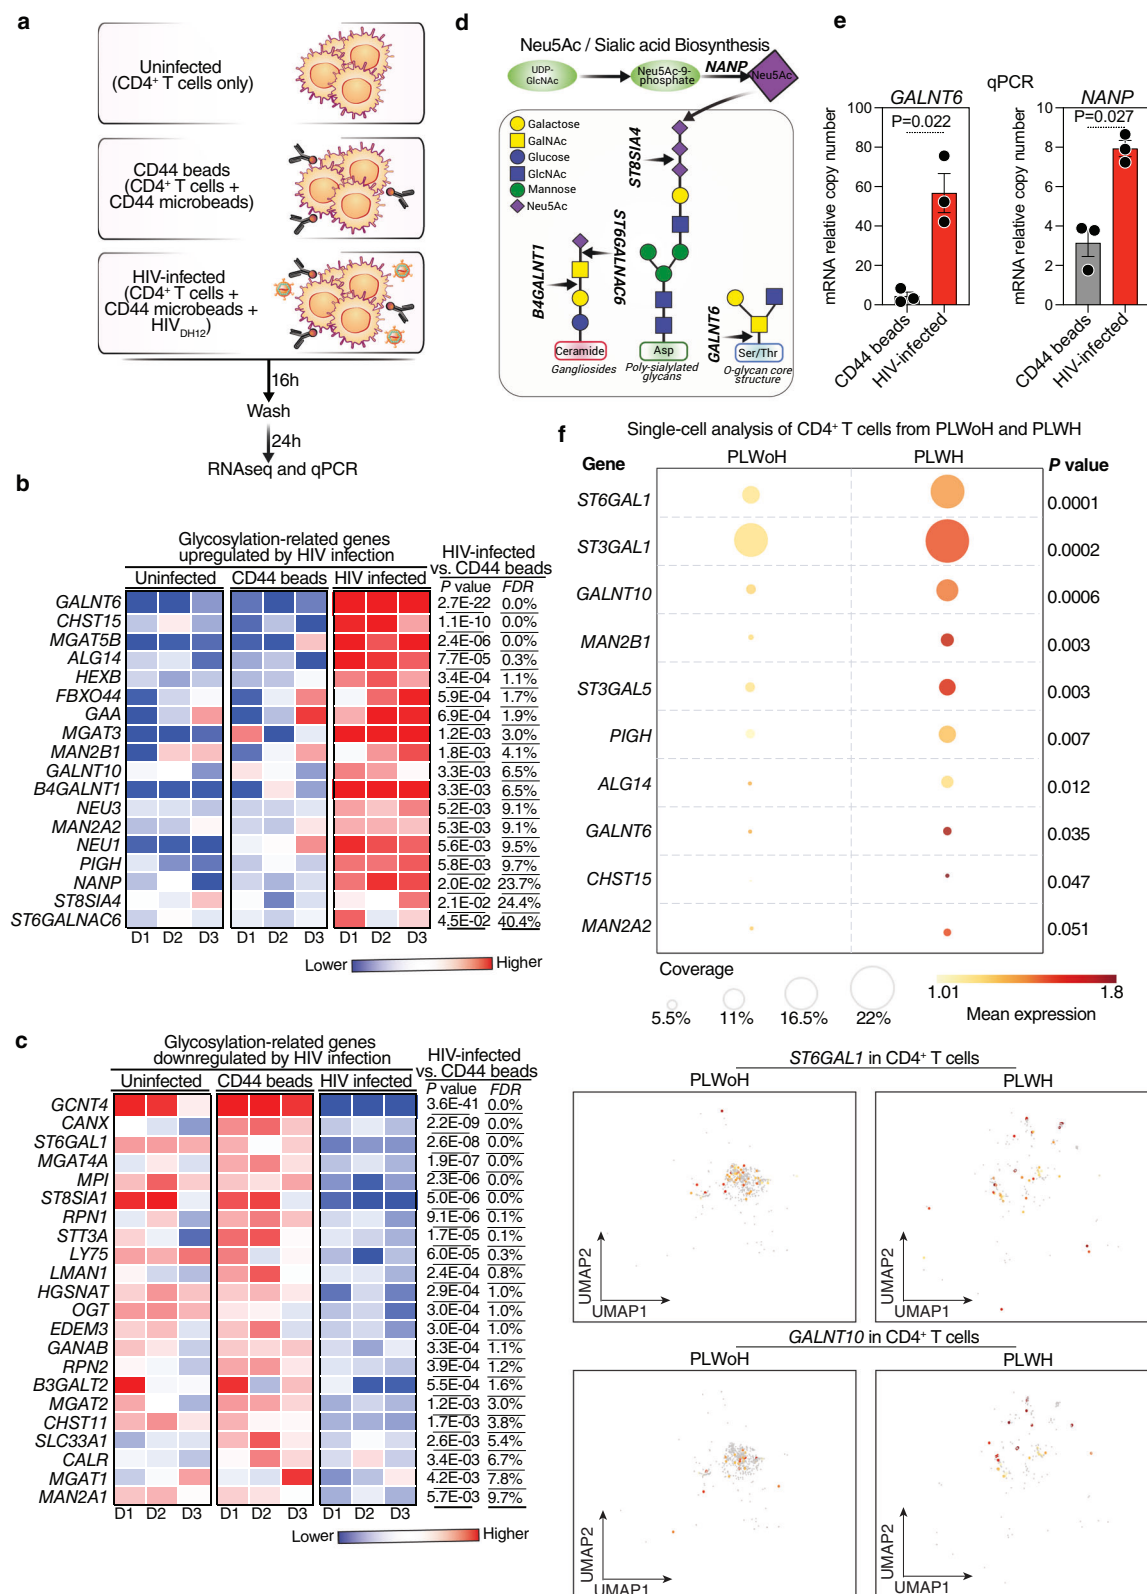 a
Uninfected
(CD4⁺ T cells only)
CD44 beads
(CD4⁺ T cells +
CD44 microbeads)
HIV-infected
(CD4⁺ T cells +
CD44 microbeads +
HIV_DH12)
16h
Wash
24h
RNAseq and qPCR
b
Glycosylation-related genes
upregulated by HIV infection
HIV-infected
vs. CD44 beads
Uninfected CD44 beads HIV infected P value FDR
GALNT6 2.7E-22 0.0%
CHST15 1.1E-10 0.0%
MGAT5B 2.4E-06 0.0%
ALG14 7.7E-05 0.3%
HEXB 3.4E-04 1.1%
FBXO44 5.9E-04 1.7%
GAA 6.9E-04 1.9%
MGAT3 1.2E-03 3.0%
MAN2B1 1.8E-03 4.1%
GALNT10 3.3E-03 6.5%
B4GALNT1 3.3E-03 6.5%
NEU3 5.2E-03 9.1%
MAN2A2 5.3E-03 9.1%
NEU1 5.6E-03 9.5%
PIGH 5.8E-03 9.7%
NANP 2.0E-02 23.7%
ST8SIA4 2.1E-02 24.4%
ST6GALNAC6 4.5E-02 40.4%
D1 D2 D3 D1 D2 D3 D1 D2 D3
Lower Higher
c
Glycosylation-related genes
downregulated by HIV infection
HIV-infected
vs. CD44 beads
Uninfected CD44 beads HIV infected P value FDR
GCNT4 3.6E-41 0.0%
CANX 2.2E-09 0.0%
ST6GAL1 2.6E-08 0.0%
MGAT4A 1.9E-07 0.0%
MPI 2.3E-06 0.0%
ST8SIA1 5.0E-06 0.0%
RPN1 9.1E-06 0.1%
STT3A 1.7E-05 0.1%
LY75 6.0E-05 0.3%
LMAN1 2.4E-04 0.8%
HGSNAT 2.9E-04 1.0%
OGT 3.0E-04 1.0%
EDEM3 3.0E-04 1.0%
GANAB 3.3E-04 1.1%
RPN2 3.9E-04 1.2%
B3GALT2 5.5E-04 1.6%
MGAT2 1.2E-03 3.0%
CHST11 1.7E-03 3.8%
SLC33A1 2.6E-03 5.4%
CALR 3.4E-03 6.7%
MGAT1 4.2E-03 7.8%
MAN2A1 5.7E-03 9.7%
D1 D2 D3 D1 D2 D3 D1 D2 D3
Lower Higher
d
Neu5Ac / Sialic acid Biosynthesis
UDP-
GlcNAc
Neu5Ac-9-
phosphate
NANP
Neu5Ac
Galactose
GalNAc
Glucose
GlcNAc
Mannose
Neu5Ac
ST8SIA4
ST6GALNAC6
B4GALNT1
GALNT6
Ceramide
Gangliosides
Asp
Poly-sialylated
glycans
Ser/Thr
O-glycan core
structure
e
qPCR
GALNT6
P=0.022
mRNA relative copy number
100
80
60
40
20
0
CD44 beads
HIV-infected
NANP
P=0.027
mRNA relative copy number
10
8
6
4
2
0
CD44 beads
HIV-infected
f
Single-cell analysis of CD4⁺ T cells from PLWoH and PLWH
Gene PLWoH PLWH P value
ST6GAL1 0.0001
ST3GAL1 0.0002
GALNT10 0.0006
MAN2B1 0.003
ST3GAL5 0.003
PIGH 0.007
ALG14 0.012
GALNT6 0.035
CHST15 0.047
MAN2A2 0.051
Coverage
5.5% 11% 16.5% 22%
1.01 1.8
Mean expression
ST6GAL1 in CD4⁺ T cells
PLWoH PLWH
UMAP2
UMAP1
UMAP2
UMAP1
GALNT10 in CD4⁺ T cells
PLWoH PLWH
UMAP2
UMAP1
UMAP2
UMAP1